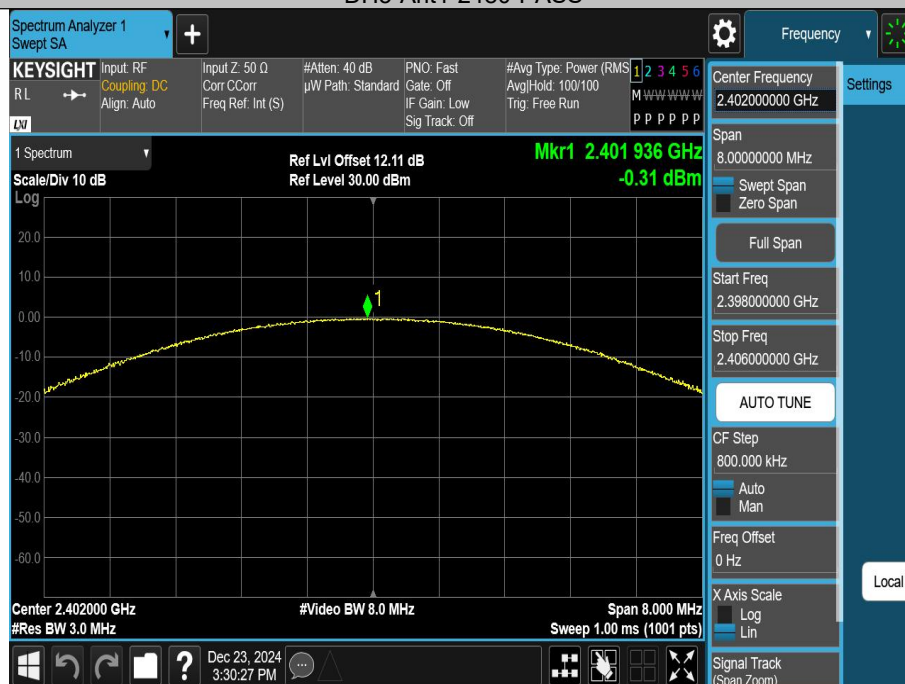 Spectrum Analyzer 1
Swept SA
Frequency
KEYSIGHT
RL
LXI
Input: RF
Coupling: DC
Align: Auto
Input Z: 50 Ω
Corr CCorr
Freq Ref: Int (S)
#Atten: 40 dB
µW Path: Standard
PNO: Fast
Gate: Off
IF Gain: Low
Sig Track: Off
#Avg Type: Power (RMS
Avg|Hold: 100/100
Trig: Free Run
1 2 3 4 5 6
M W W W W W
P P P P P P
Center Frequency
2.402000000 GHz
Settings
1 Spectrum
Scale/Div 10 dB
Log
Ref Lvl Offset 12.11 dB
Ref Level 30.00 dBm
Mkr1 2.401 936 GHz
-0.31 dBm
1
20.0
10.0
0.00
-10.0
-20.0
-30.0
-40.0
-50.0
-60.0
Span
8.00000000 MHz
Swept Span
Zero Span
Full Span
Start Freq
2.398000000 GHz
Stop Freq
2.406000000 GHz
AUTO TUNE
CF Step
800.000 kHz
Auto
Man
Freq Offset
0 Hz
Local
X Axis Scale
Log
Lin
Signal Track
(Span Zoom)
Center 2.402000 GHz
#Res BW 3.0 MHz
#Video BW 8.0 MHz
Span 8.000 MHz
Sweep 1.00 ms (1001 pts)
?
Dec 23, 2024
3:30:27 PM